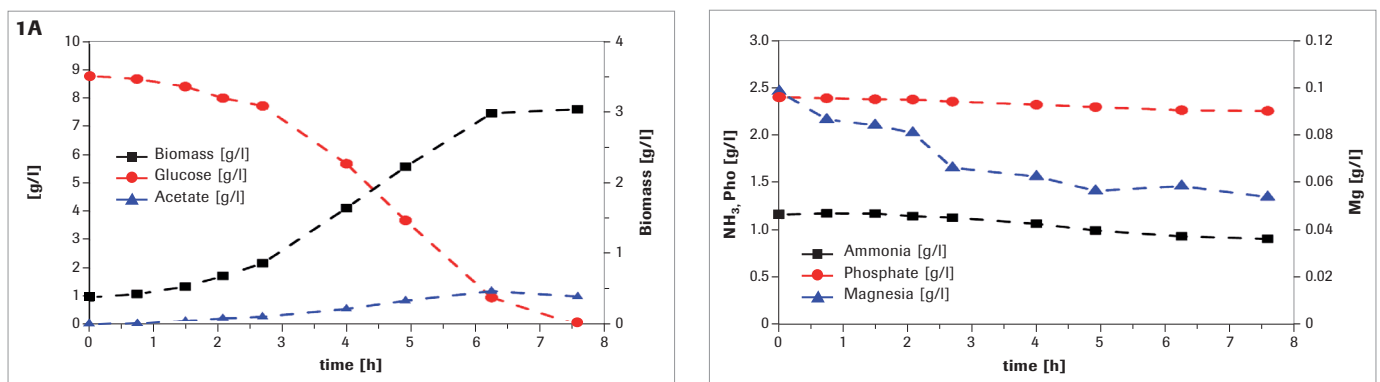 1A
10
9
8
7
6
5
4
3
2
1
0
[g/l]
Biomass [g/l]
Glucose [g/l]
Acetate [g/l]
4
3
2
1
0
Biomass [g/l]
0 1 2 3 4 5 6 7 8
time [h]
3.0
2.5
2.0
1.5
1.0
0.5
0
NH3, Pho [g/l]
Ammonia [g/l]
Phosphate [g/l]
Magnesia [g/l]
0.12
0.1
0.08
0.06
0.04
0.02
0
Mg [g/l]
0 1 2 3 4 5 6 7 8
time [h]